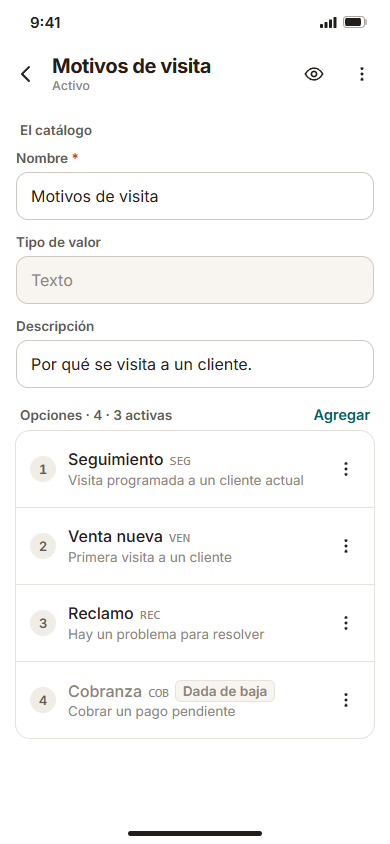 9:41
Motivos de visita
Activo
El catálogo
Nombre *
Motivos de visita
Tipo de valor
Texto
Descripción
Por qué se visita a un cliente.
Opciones · 4 · 3 activas
Agregar
1
Seguimiento SEG
Visita programada a un cliente actual
2
Venta nueva VEN
Primera visita a un cliente
3
Reclamo REC
Hay un problema para resolver
4
Cobranza COB Dada de baja
Cobrar un pago pendiente